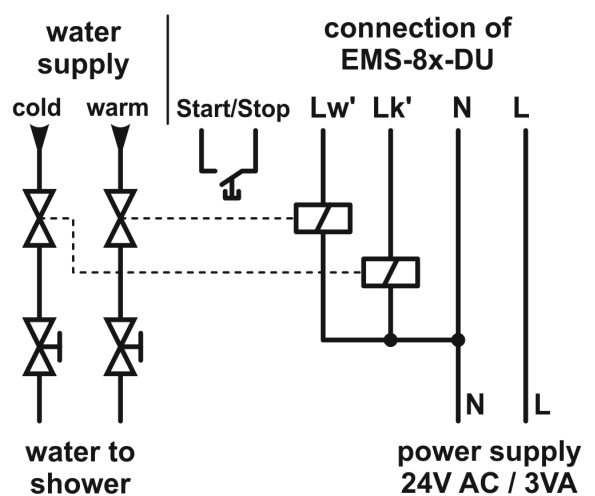 water
supply
connection of
EMS-8x-DU
cold
warm
Start/Stop
Lw'
Lk'
N
L
N
L
water to
shower
power supply
24V AC / 3VA